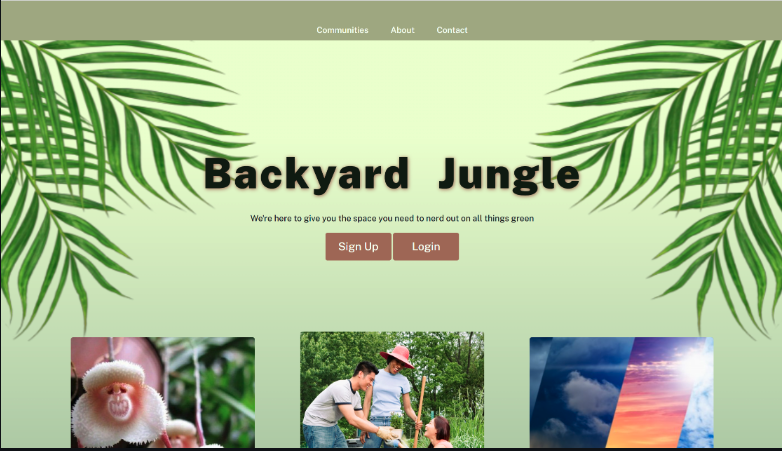 Communities About Contact
Backyard Jungle
We're here to give you the space you need to nerd out on all things green
Sign Up Login